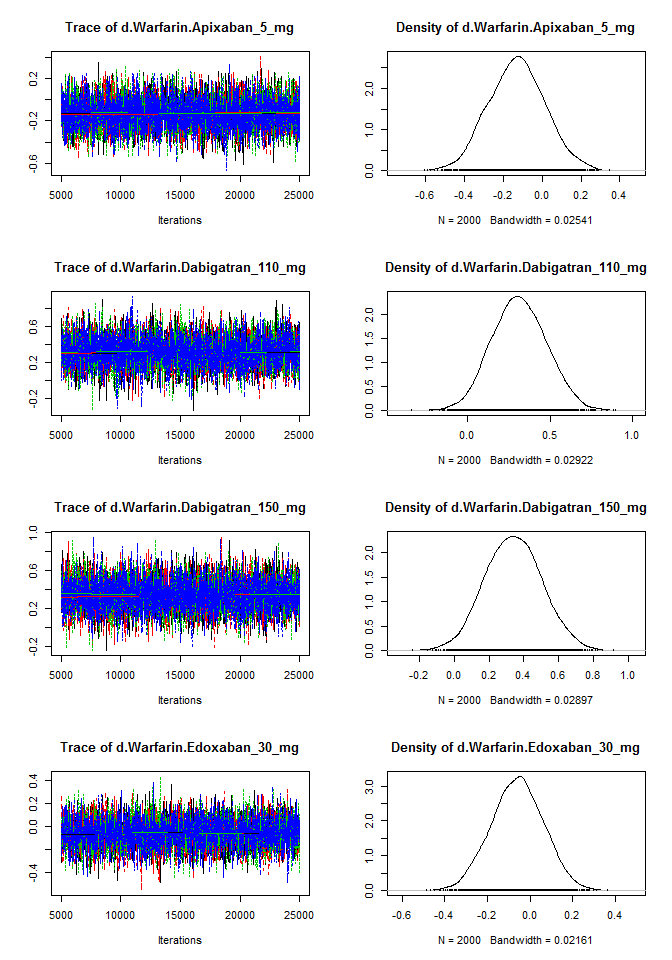 Trace of d.Warfarin.Apixaban_5_mg
0.2
-0.2
-0.6
5000 10000 15000 20000 25000
Iterations
Density of d.Warfarin.Apixaban_5_mg
2.0
1.0
0.0
-0.6 -0.4 -0.2 0.0 0.2 0.4
N = 2000 Bandwidth = 0.02541
Trace of d.Warfarin.Dabigatran_110_mg
0.6
0.2
-0.2
5000 10000 15000 20000 25000
Iterations
Density of d.Warfarin.Dabigatran_110_mg
2.0
1.5
1.0
0.5
0.0
0.0 0.5 1.0
N = 2000 Bandwidth = 0.02922
Trace of d.Warfarin.Dabigatran_150_mg
1.0
0.6
0.2
-0.2
5000 10000 15000 20000 25000
Iterations
Density of d.Warfarin.Dabigatran_150_mg
2.0
1.5
1.0
0.5
0.0
-0.2 0.0 0.2 0.4 0.6 0.8 1.0
N = 2000 Bandwidth = 0.02897
Trace of d.Warfarin.Edoxaban_30_mg
0.4
0.2
0.0
-0.4
5000 10000 15000 20000 25000
Iterations
Density of d.Warfarin.Edoxaban_30_mg
3.0
2.0
1.0
0.0
-0.6 -0.4 -0.2 0.0 0.2 0.4
N = 2000 Bandwidth = 0.02161